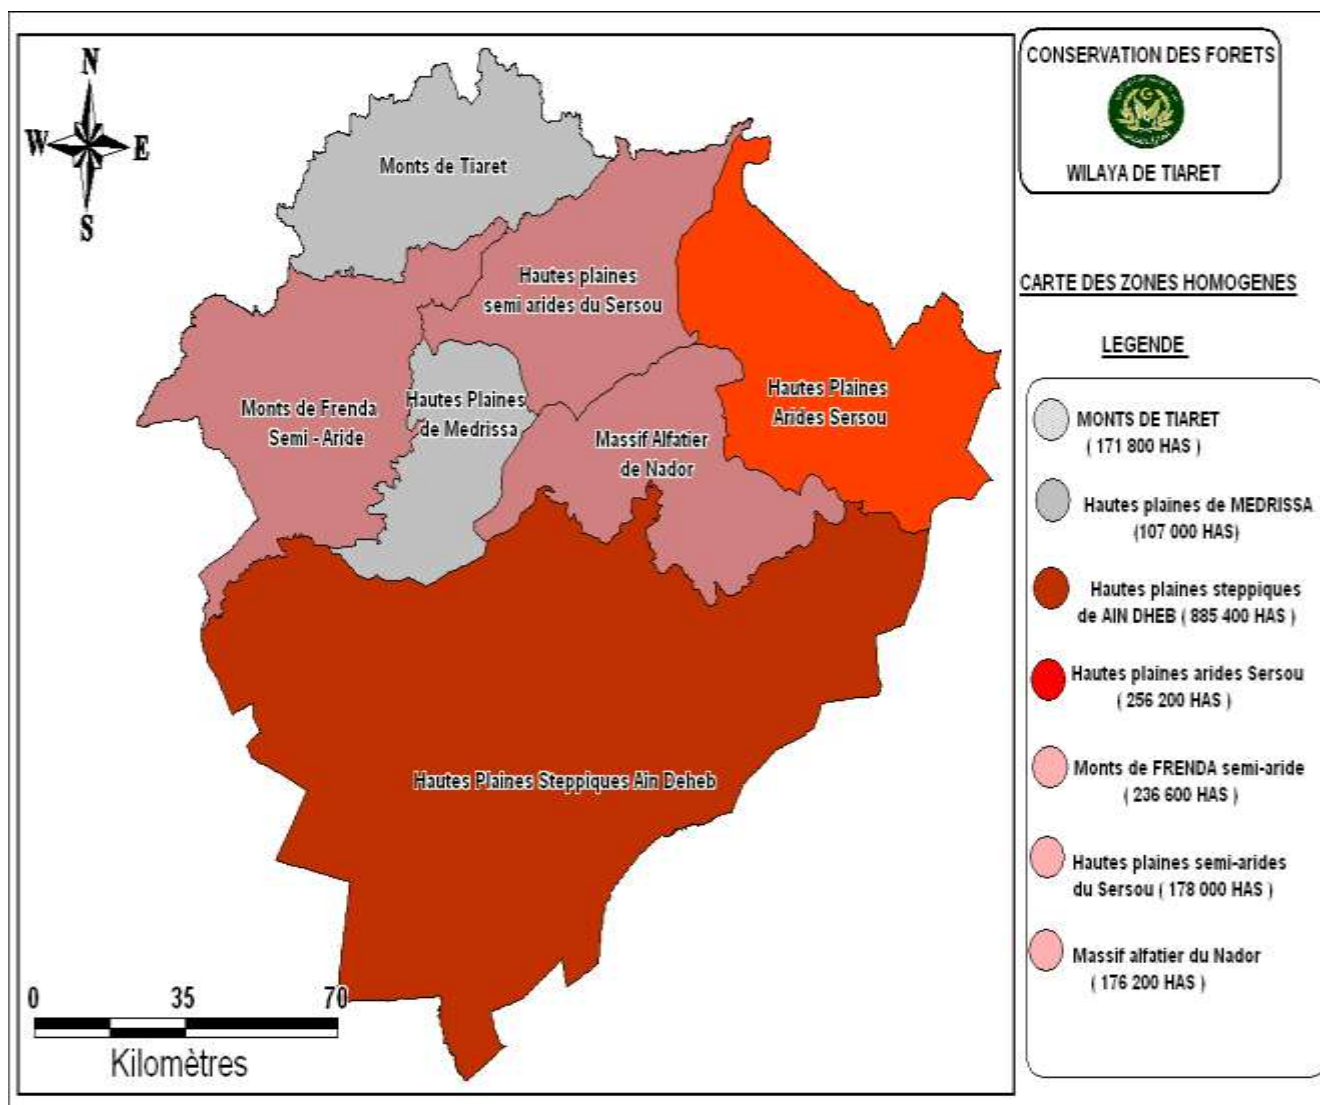 N
W E
S
Monts de Tiaret
Hautes plaines
semi arides du Sersou
Monts de Frenda
Semi - Aride
Hautes Plaines
de Medrissa
Massif Alfatier
de Nador
Hautes Plaines
Arides Sersou
Hautes Plaines Steppiques Ain Deheb
0 35 70
Kilomètres
CONSERVATION DES FORETS
WILAYA DE TIARET
CARTE DES ZONES HOMOGENES
LEGENDE
MONTS DE TIARET
( 171 800 HAS )
Hautes plaines de MEDRISSA
(107 000 HAS)
Hautes plaines steppiques
de AIN DHEB ( 885 400 HAS )
Hautes plaines arides Sersou
( 256 200 HAS )
Monts de FRENDA semi-aride
( 236 600 HAS )
Hautes plaines semi-arides
du Sersou ( 178 000 HAS )
Massif alfatier du Nador
( 176 200 HAS )